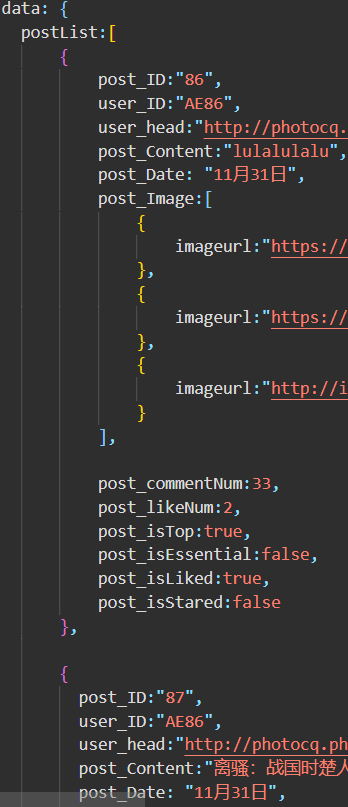 data: {
postList:[
{
post_ID:"86",
user_ID:"AE86",
user_head:"http://photocq.
post_Content:"lulalulalu",
post_Date: "11月31日",
post_Image:[
{
imageurl:"https://
},
{
imageurl:"https://
},
{
imageurl:"http://i
}
],
post_commentNum:33,
post_likeNum:2,
post_isTop:true,
post_isEssential:false,
post_isLiked:true,
post_isStared:false
},
{
post_ID:"87",
user_ID:"AE86",
user_head:"http://photocq.ph
post_Content:"离骚：战国时楚人
post_Date: "11月31日",